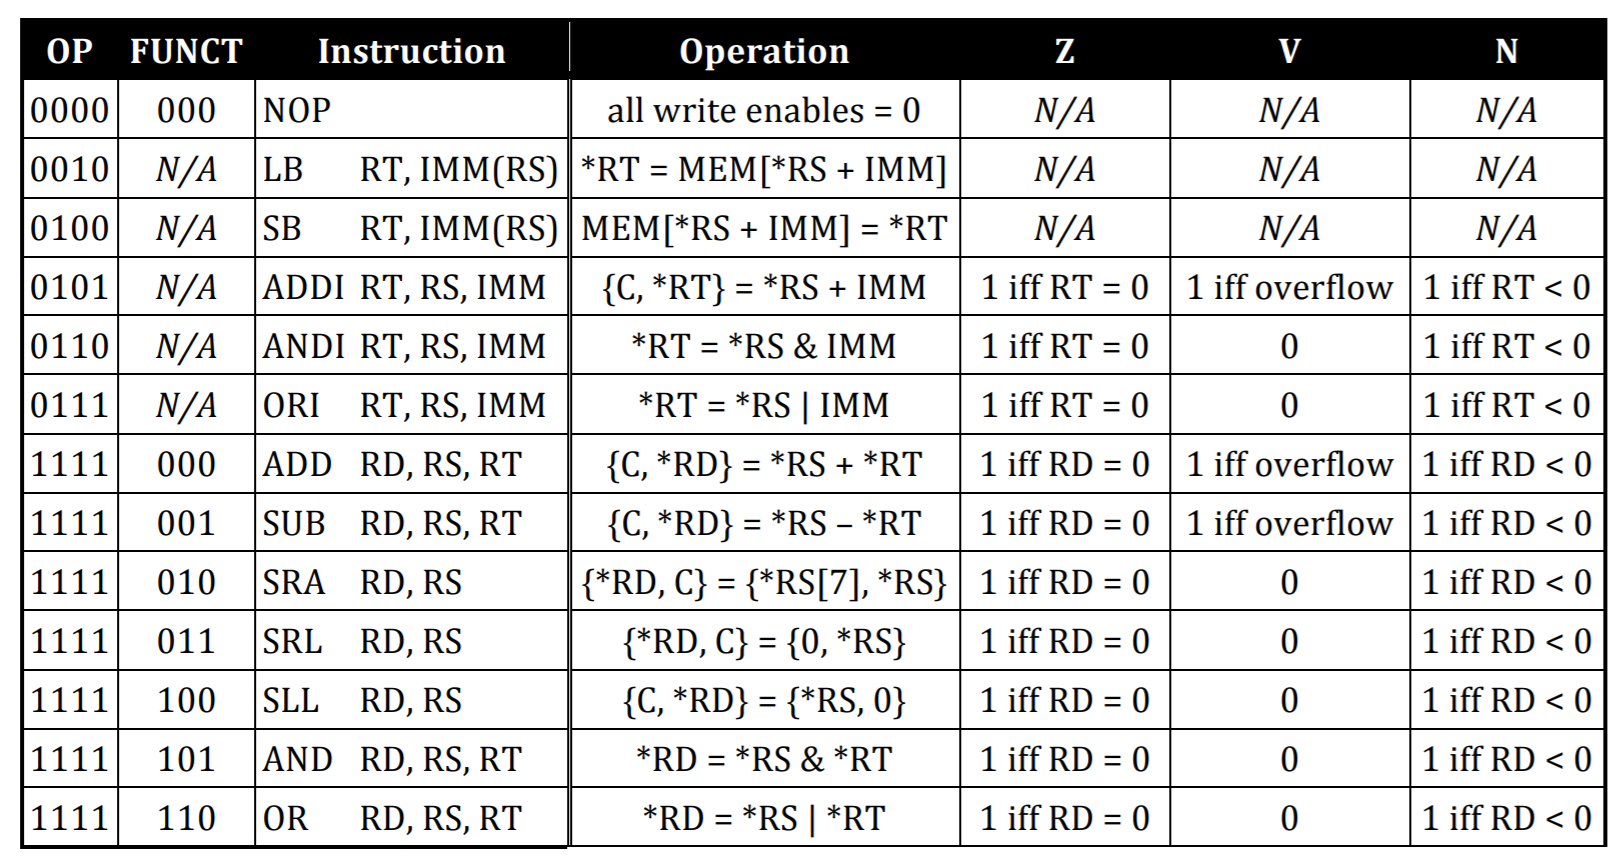 OP FUNCT Instruction Operation Z V N
0000 000 NOP all write enables = 0 N/A N/A N/A
0010 N/A LB RT, IMM(RS) *RT = MEM[*RS + IMM] N/A N/A N/A
0100 N/A SB RT, IMM(RS) MEM[*RS + IMM] = *RT N/A N/A N/A
0101 N/A ADDI RT, RS, IMM {C, *RT} = *RS + IMM 1 iff RT = 0 1 iff overflow 1 iff RT < 0
0110 N/A ANDI RT, RS, IMM *RT = *RS & IMM 1 iff RT = 0 0 1 iff RT < 0
0111 N/A ORI RT, RS, IMM *RT = *RS | IMM 1 iff RT = 0 0 1 iff RT < 0
1111 000 ADD RD, RS, RT {C, *RD} = *RS + *RT 1 iff RD = 0 1 iff overflow 1 iff RD < 0
1111 001 SUB RD, RS, RT {C, *RD} = *RS – *RT 1 iff RD = 0 1 iff overflow 1 iff RD < 0
1111 010 SRA RD, RS {*RD, C} = {*RS[7], *RS} 1 iff RD = 0 0 1 iff RD < 0
1111 011 SRL RD, RS {*RD, C} = {0, *RS} 1 iff RD = 0 0 1 iff RD < 0
1111 100 SLL RD, RS {C, *RD} = {*RS, 0} 1 iff RD = 0 0 1 iff RD < 0
1111 101 AND RD, RS, RT *RD = *RS & *RT 1 iff RD = 0 0 1 iff RD < 0
1111 110 OR RD, RS, RT *RD = *RS | *RT 1 iff RD = 0 0 1 iff RD < 0